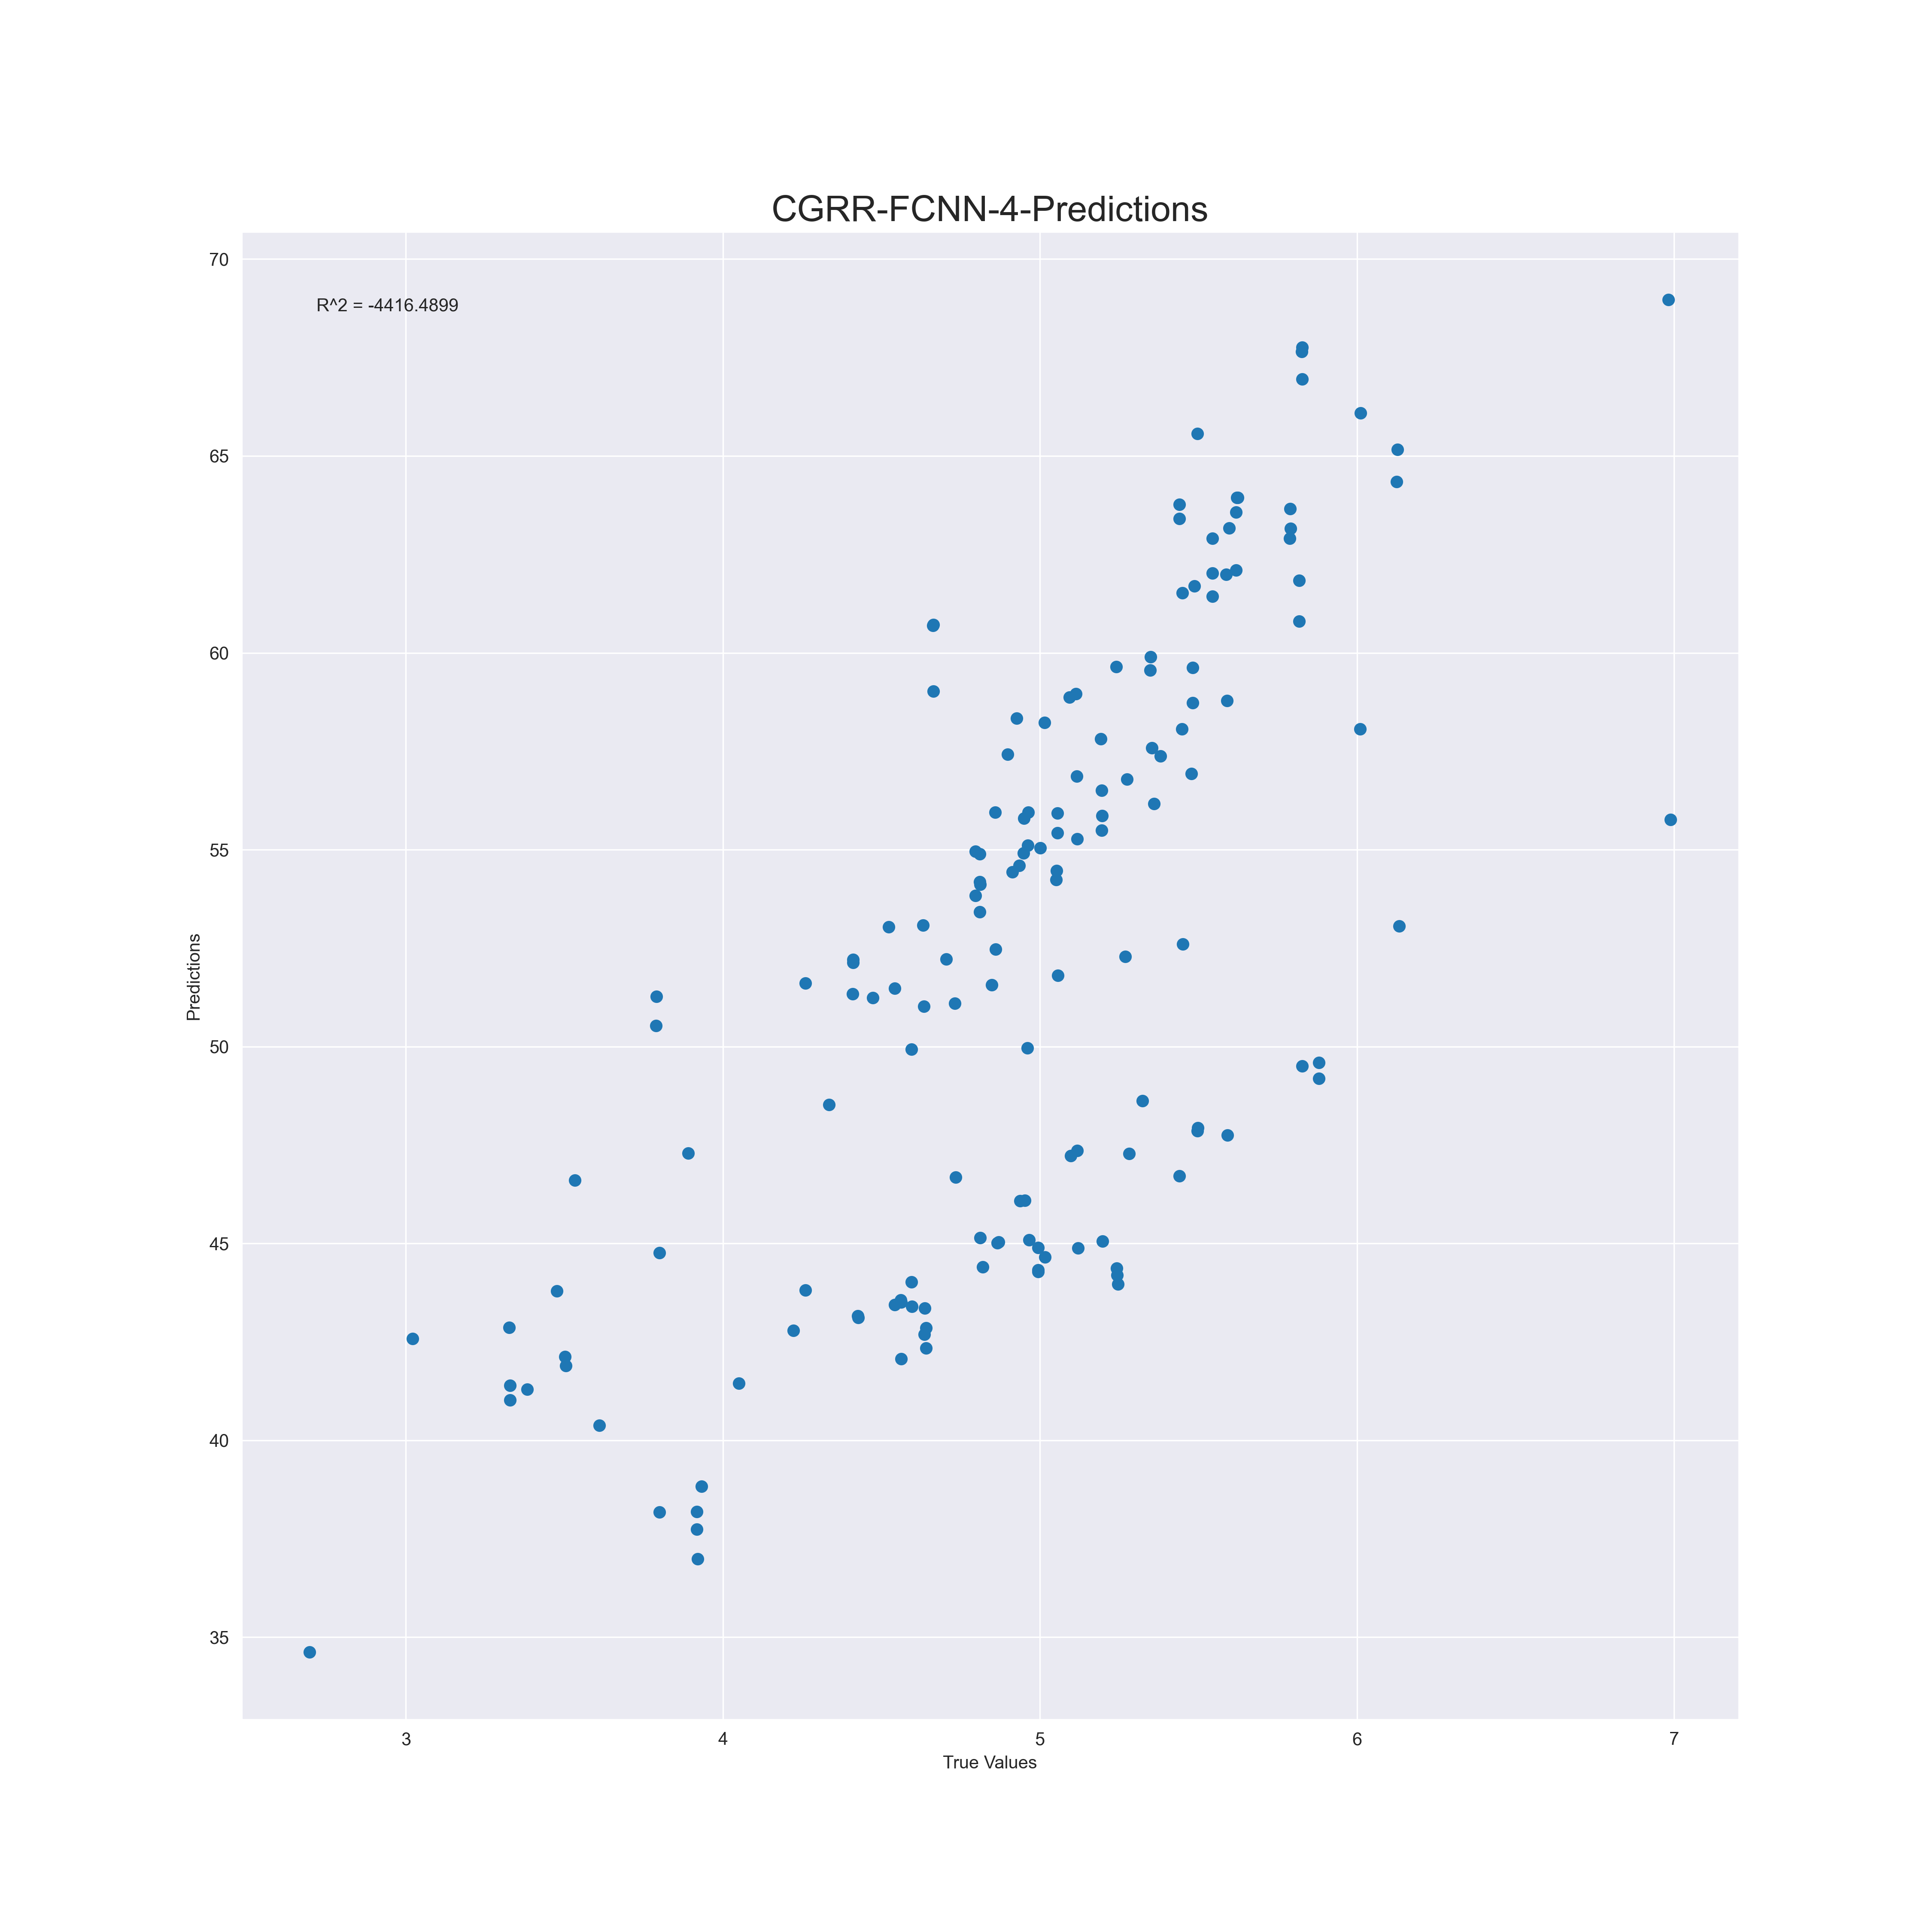 CGRR-FCNN-4-Predictions
R^2 = -4416.4899
70
65
60
55
50
45
40
35
Predictions
3 4 5 6 7
True Values